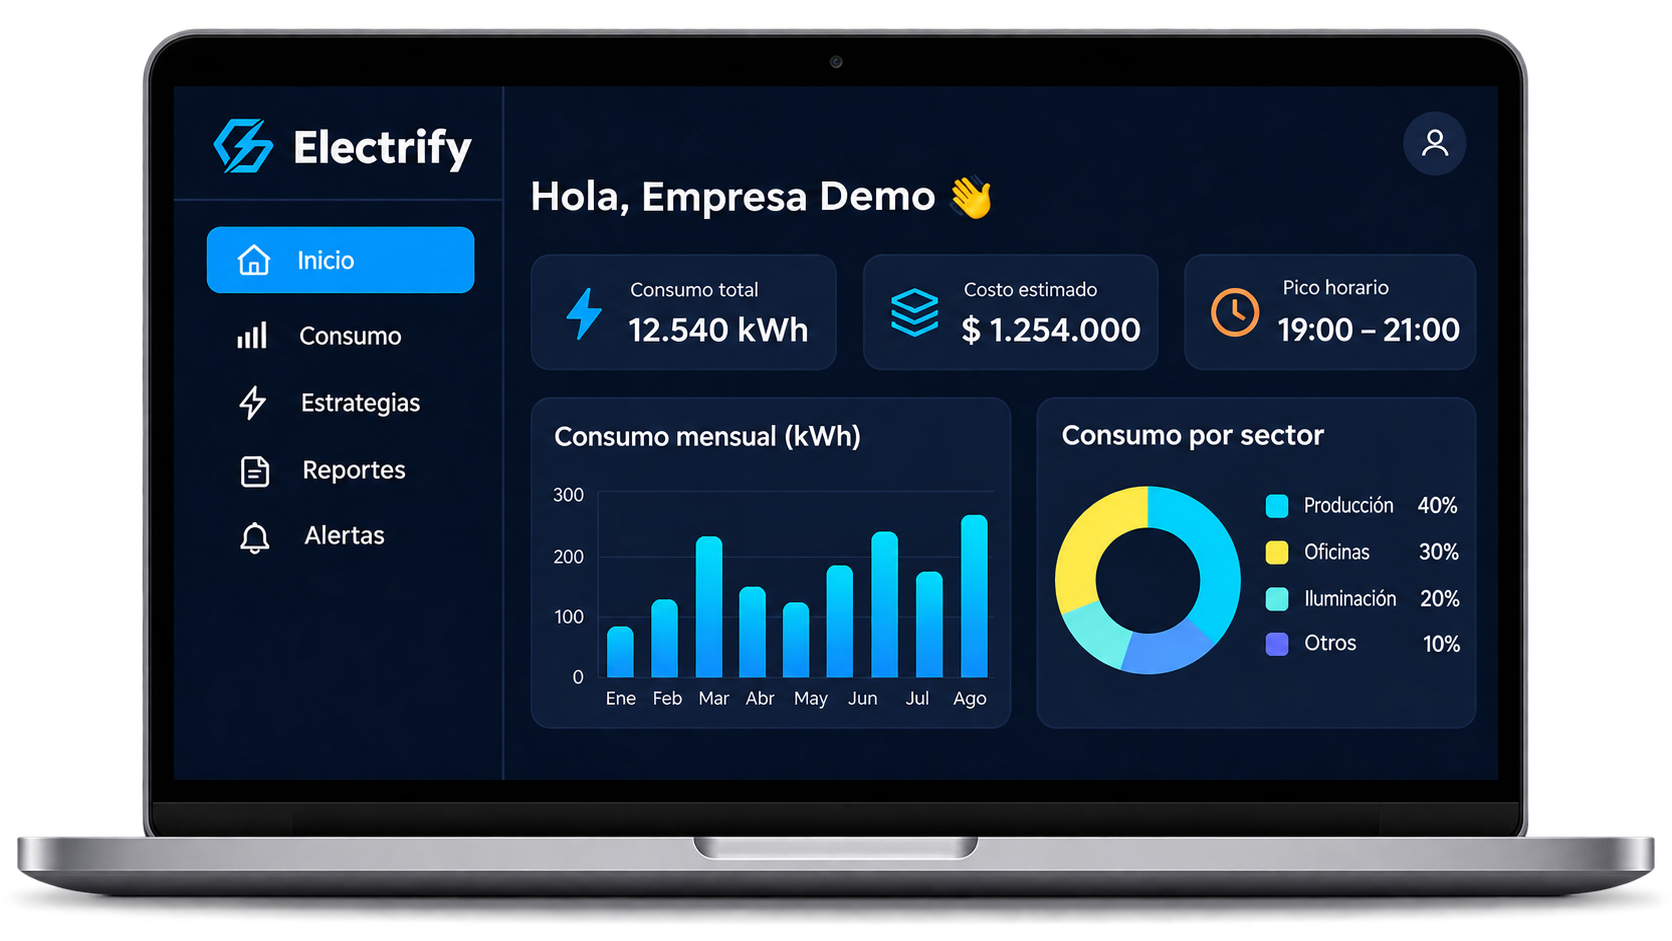 Electrify
Inicio
Consumo
Estrategias
Reportes
Alertas
Hola, Empresa Demo 👋
Consumo total
12.540 kWh
Costo estimado
$ 1.254.000
Pico horario
19:00 – 21:00
Consumo mensual (kWh)
300
200
100
0
Ene Feb Mar Abr May Jun Jul Ago
Consumo por sector
Producción 40%
Oficinas 30%
Iluminación 20%
Otros 10%